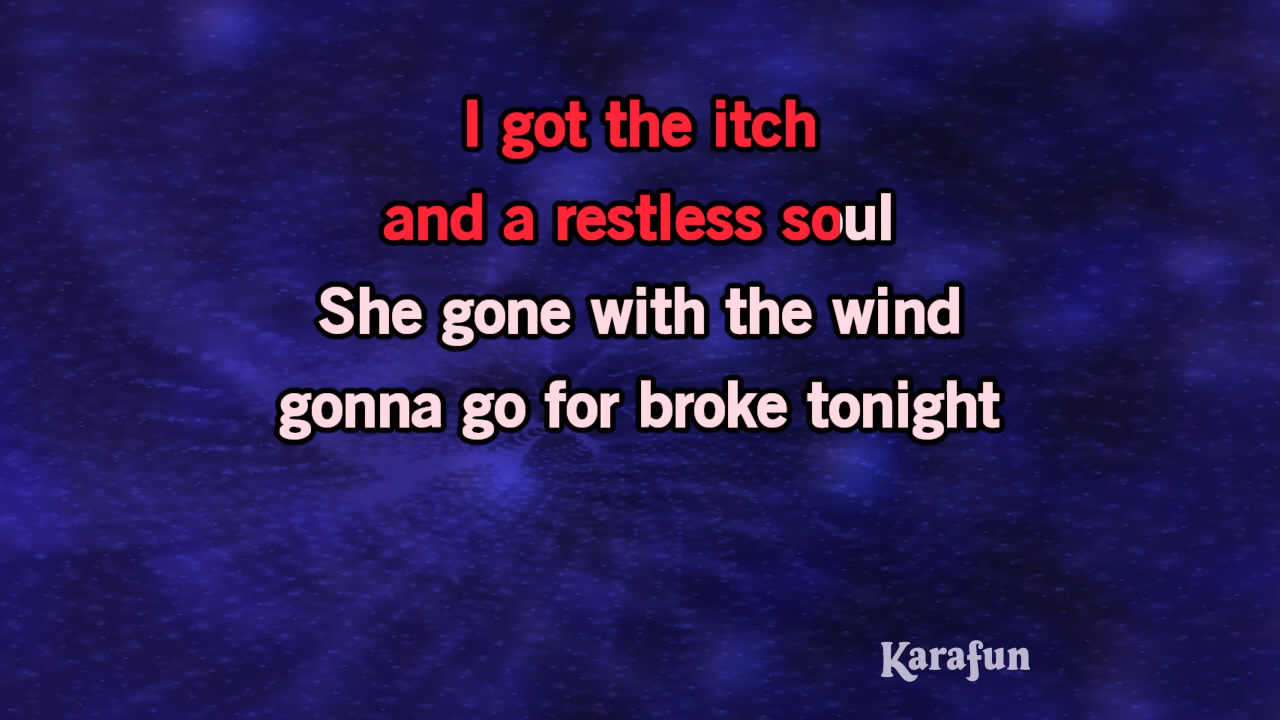 I got the itch
and a restless soul
She gone with the wind
gonna go for broke tonight
Karafun